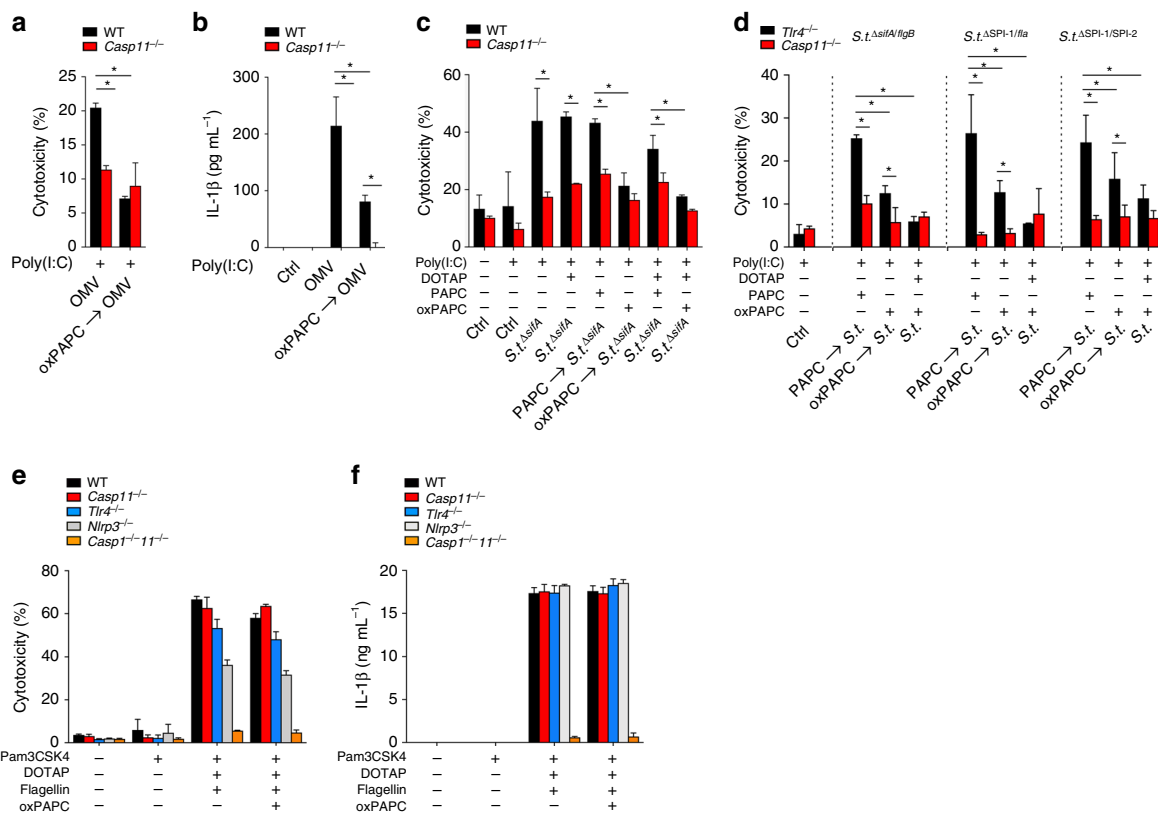 a
WT
Casp11⁻/⁻
Cytotoxicity (%)
25
20
15
10
5
0
* *
Poly(I:C) + +
OMV
oxPAPC → OMV
b
WT
Casp11⁻/⁻
IL-1β (pg mL⁻¹)
300
200
100
0
* * *
Poly(I:C)
Ctrl
OMV
oxPAPC → OMV
c
WT
Casp11⁻/⁻
Cytotoxicity (%)
60
40
20
0
* * * * * *
Poly(I:C) – + + + + + + +
DOTAP – – – + – – + +
PAPC – – – – + – + –
oxPAPC – – – – – + – +
Ctrl
Ctrl
S.t.^ΔsifA
S.t.^ΔsifA
PAPC → S.t.^ΔsifA
oxPAPC → S.t.^ΔsifA
S.t.^ΔsifA
S.t.^ΔsifA
d
Tlr4⁻/⁻
Casp11⁻/⁻
S.t.^ΔsifA/flgB
S.t.^ΔSPI-1/fla
S.t.^ΔSPI-1/SPI-2
Cytotoxicity (%)
40
30
20
10
0
* * * *
* * * *
* * * *
Poly(I:C) + + + + + + + + + +
DOTAP – – – + – – + – – +
PAPC – + – – + – – + – –
oxPAPC – – + + – + + – + +
Ctrl
PAPC → S.t.
oxPAPC → S.t.
S.t.
PAPC → S.t.
oxPAPC → S.t.
S.t.
PAPC → S.t.
oxPAPC → S.t.
S.t.
e
WT
Casp11⁻/⁻
Tlr4⁻/⁻
Nlrp3⁻/⁻
Casp1⁻/⁻11⁻/⁻
Cytotoxicity (%)
80
60
40
20
0
Pam3CSK4 – + + +
DOTAP – – + +
Flagellin – – + +
oxPAPC – – – +
f
WT
Casp11⁻/⁻
Tlr4⁻/⁻
Nlrp3⁻/⁻
Casp1⁻/⁻11⁻/⁻
IL-1β (ng mL⁻¹)
20
15
10
5
0
Pam3CSK4 – + + +
DOTAP – – + +
Flagellin – – + +
oxPAPC – – – +